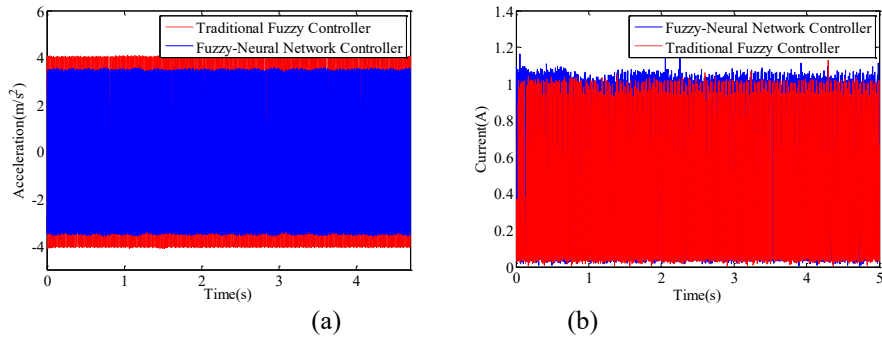 Traditional Fuzzy Controller
Fuzzy-Neural Network Controller
6
4
2
0
-2
-4
Acceleration(m/s²)
0 1 2 3 4
Time(s)
(a)
Fuzzy-Neural Network Controller
Traditional Fuzzy Controller
1.4
1.2
1
0.8
0.6
0.4
0.2
0
Current(A)
0 1 2 3 4 5
Time(s)
(b)